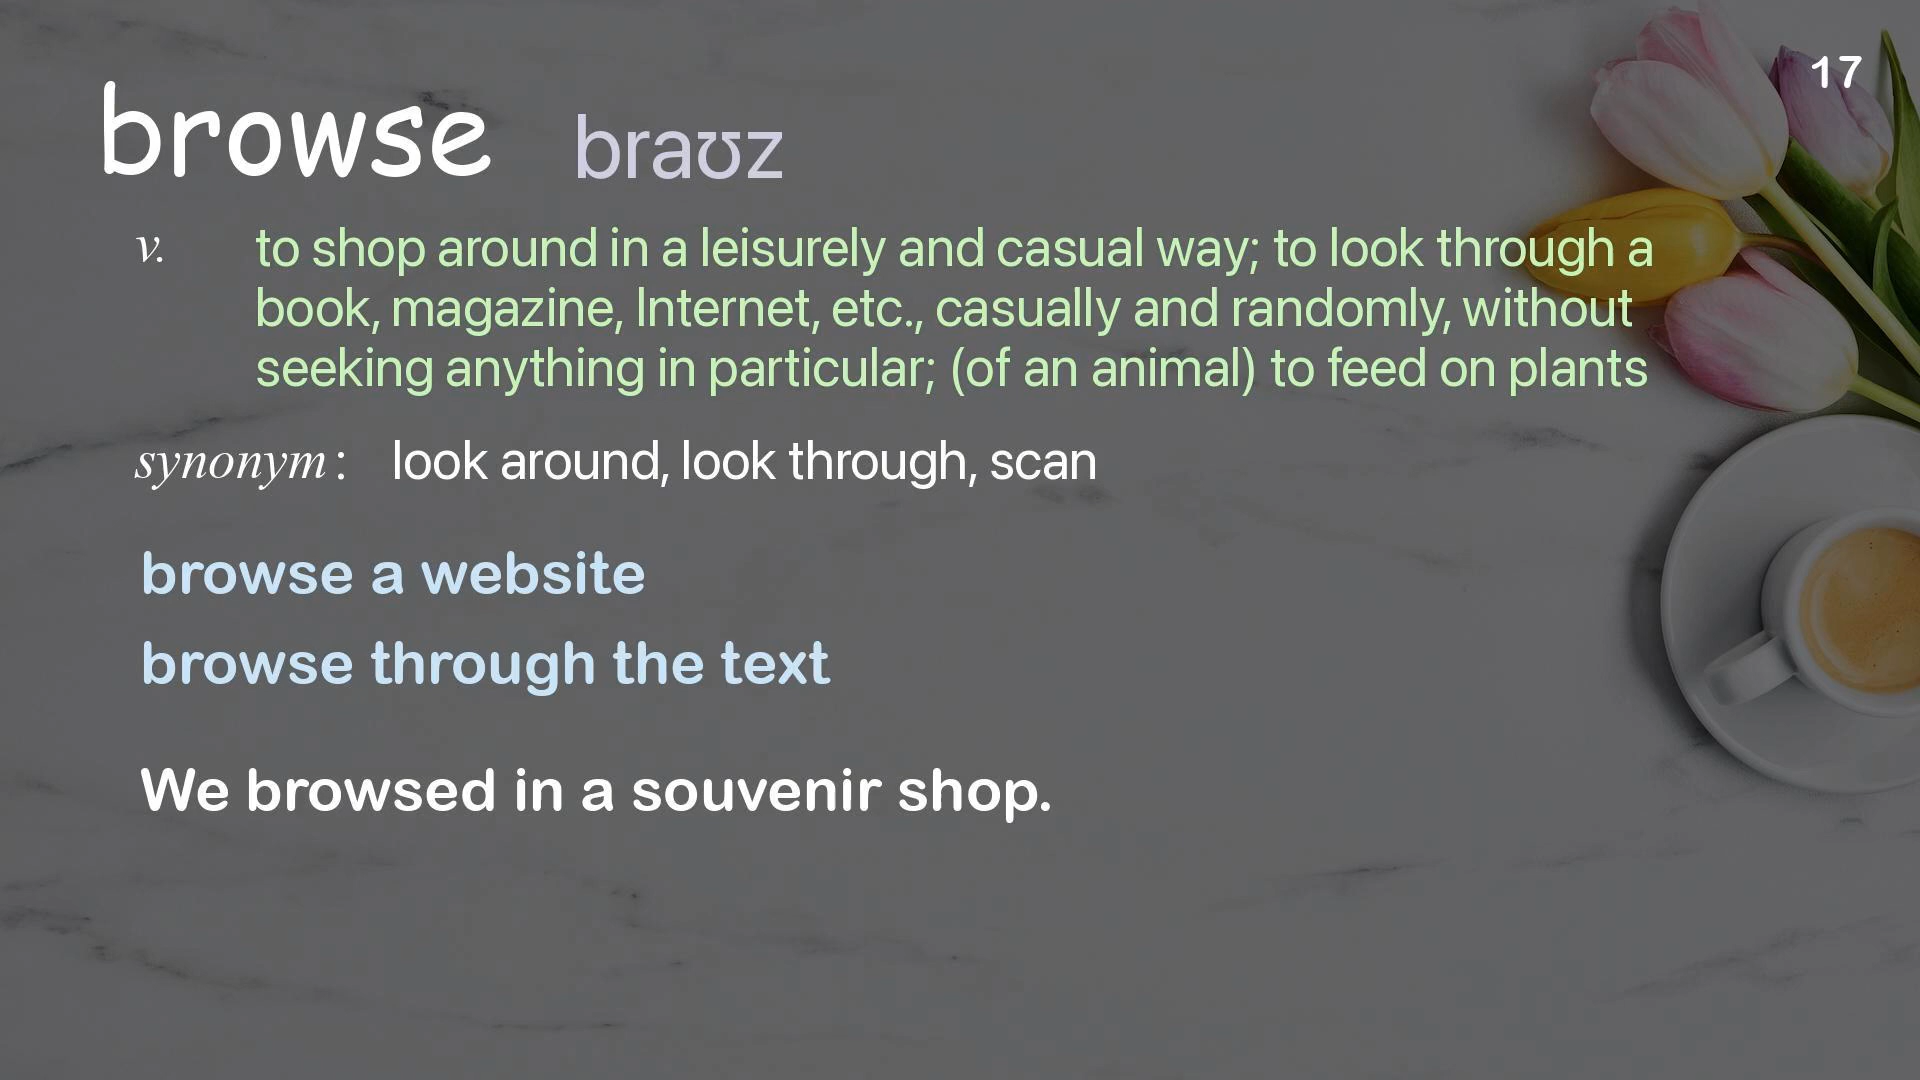 17
browse braʊz
v. to shop around in a leisurely and casual way; to look through a
book, magazine, Internet, etc., casually and randomly, without
seeking anything in particular; (of an animal) to feed on plants
synonym : look around, look through, scan
browse a website
browse through the text
We browsed in a souvenir shop.